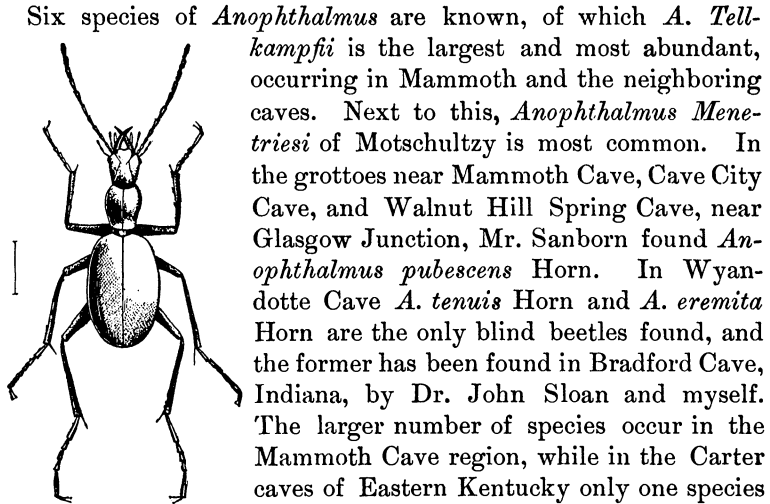 Six species of Anophthalmus are known, of which A. Tell-
kampfii is the largest and most abundant,
occurring in Mammoth and the neighboring
caves. Next to this, Anophthalmus Mene-
triesi of Motschultzy is most common. In
the grottoes near Mammoth Cave, Cave City
Cave, and Walnut Hill Spring Cave, near
Glasgow Junction, Mr. Sanborn found An-
ophthalmus pubescens Horn. In Wyan-
dotte Cave A. tenuis Horn and A. eremita
Horn are the only blind beetles found, and
the former has been found in Bradford Cave,
Indiana, by Dr. John Sloan and myself.
The larger number of species occur in the
Mammoth Cave region, while in the Carter
caves of Eastern Kentucky only one species